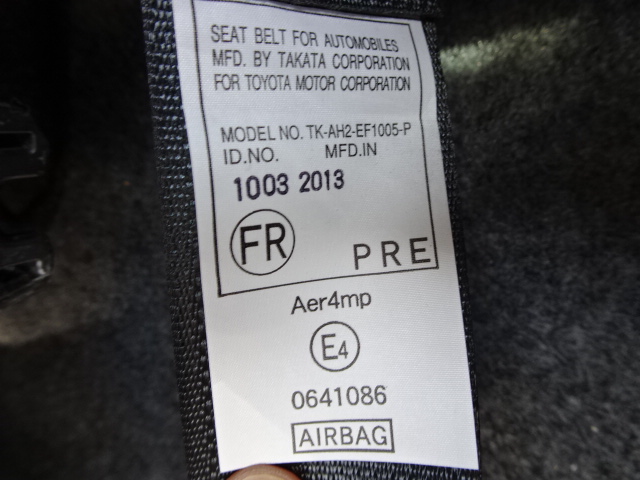 SEAT BELT FOR AUTOMOBILES
MFD. BY TAKATA CORPORATION
FOR TOYOTA MOTOR CORPORATION
MODEL NO. TK-AH2-EF1005-P
ID.NO. MFD.IN
1003 2013
FR PRE
Aer4mp
E4
0641086
AIRBAG